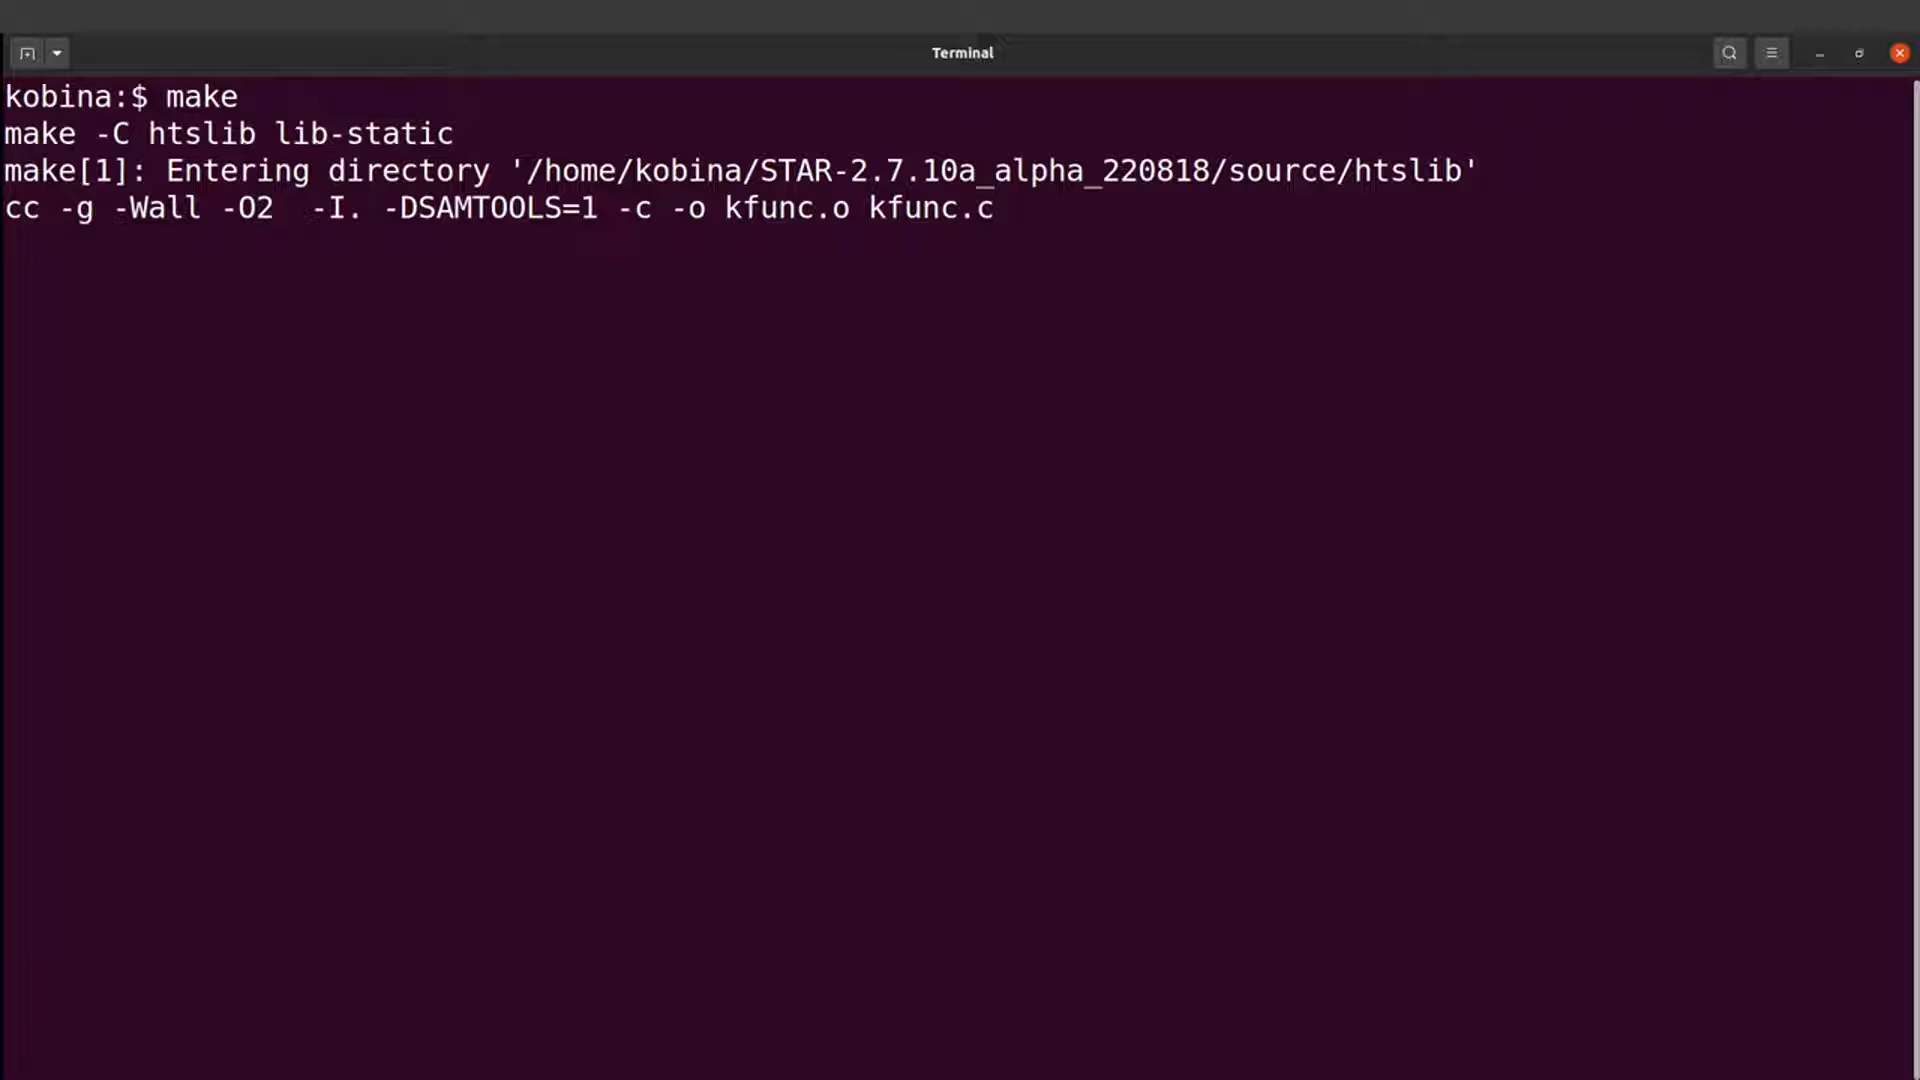 Terminal
kobina:$ make
make -C htslib lib-static
make[1]: Entering directory '/home/kobina/STAR-2.7.10a_alpha_220818/source/htslib'
cc -g -Wall -O2  -I. -DSAMTOOLS=1 -c -o kfunc.o kfunc.c